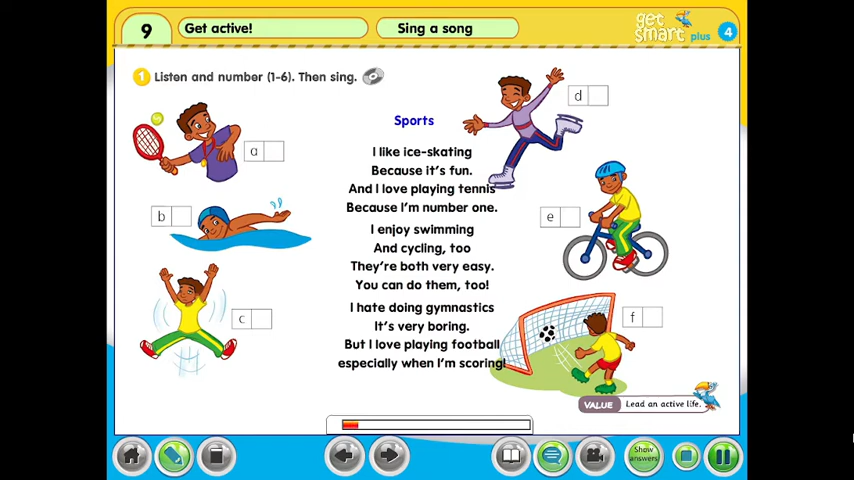 9
Get active!
Sing a song
get smart plus 4
1 Listen and number (1-6). Then sing.
Sports
I like ice-skating
Because it's fun.
And I love playing tennis
Because I'm number one.
I enjoy swimming
And cycling, too
They're both very easy.
You can do them, too!
I hate doing gymnastics
It's very boring.
But I love playing football
especially when I'm scoring!
a
b
c
d
e
f
VALUE Lead an active life.
Show answers